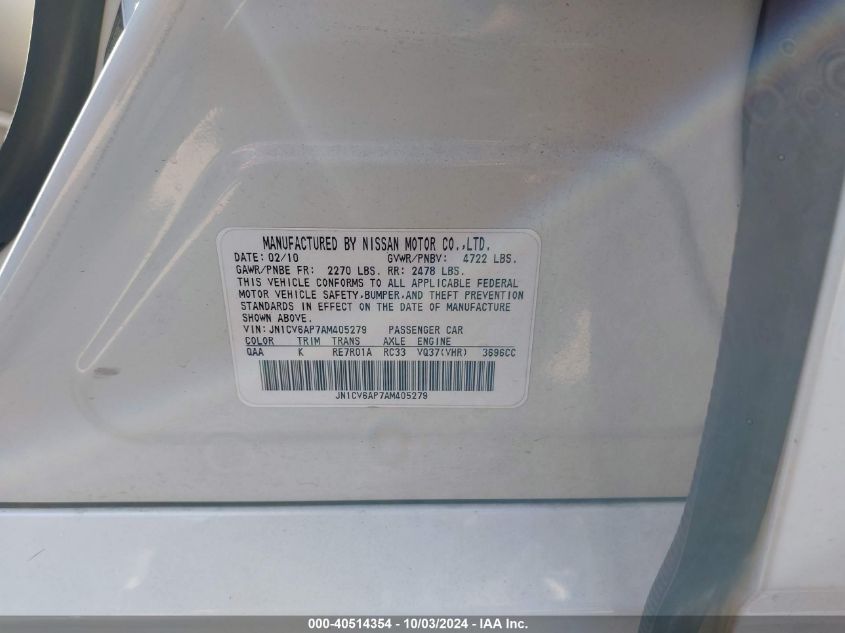 MANUFACTURED BY NISSAN MOTOR CO.,LTD.
DATE: 02/10 GVWR/PNBV: 4722 LBS.
GAWR/PNBE FR: 2270 LBS. RR: 2478 LBS.
THIS VEHICLE CONFORMS TO ALL APPLICABLE FEDERAL
MOTOR VEHICLE SAFETY,BUMPER,AND THEFT PREVENTION
STANDARDS IN EFFECT ON THE DATE OF MANUFACTURE
SHOWN ABOVE.
VIN:JN1CV6AP7AM405279 PASSENGER CAR
COLOR TRIM TRANS AXLE ENGINE
QAA K RE7R01A RC33 VQ37(VHR) 3696CC
JN1CV6AP7AM405279
000-40514354 - 10/03/2024 - IAA Inc.